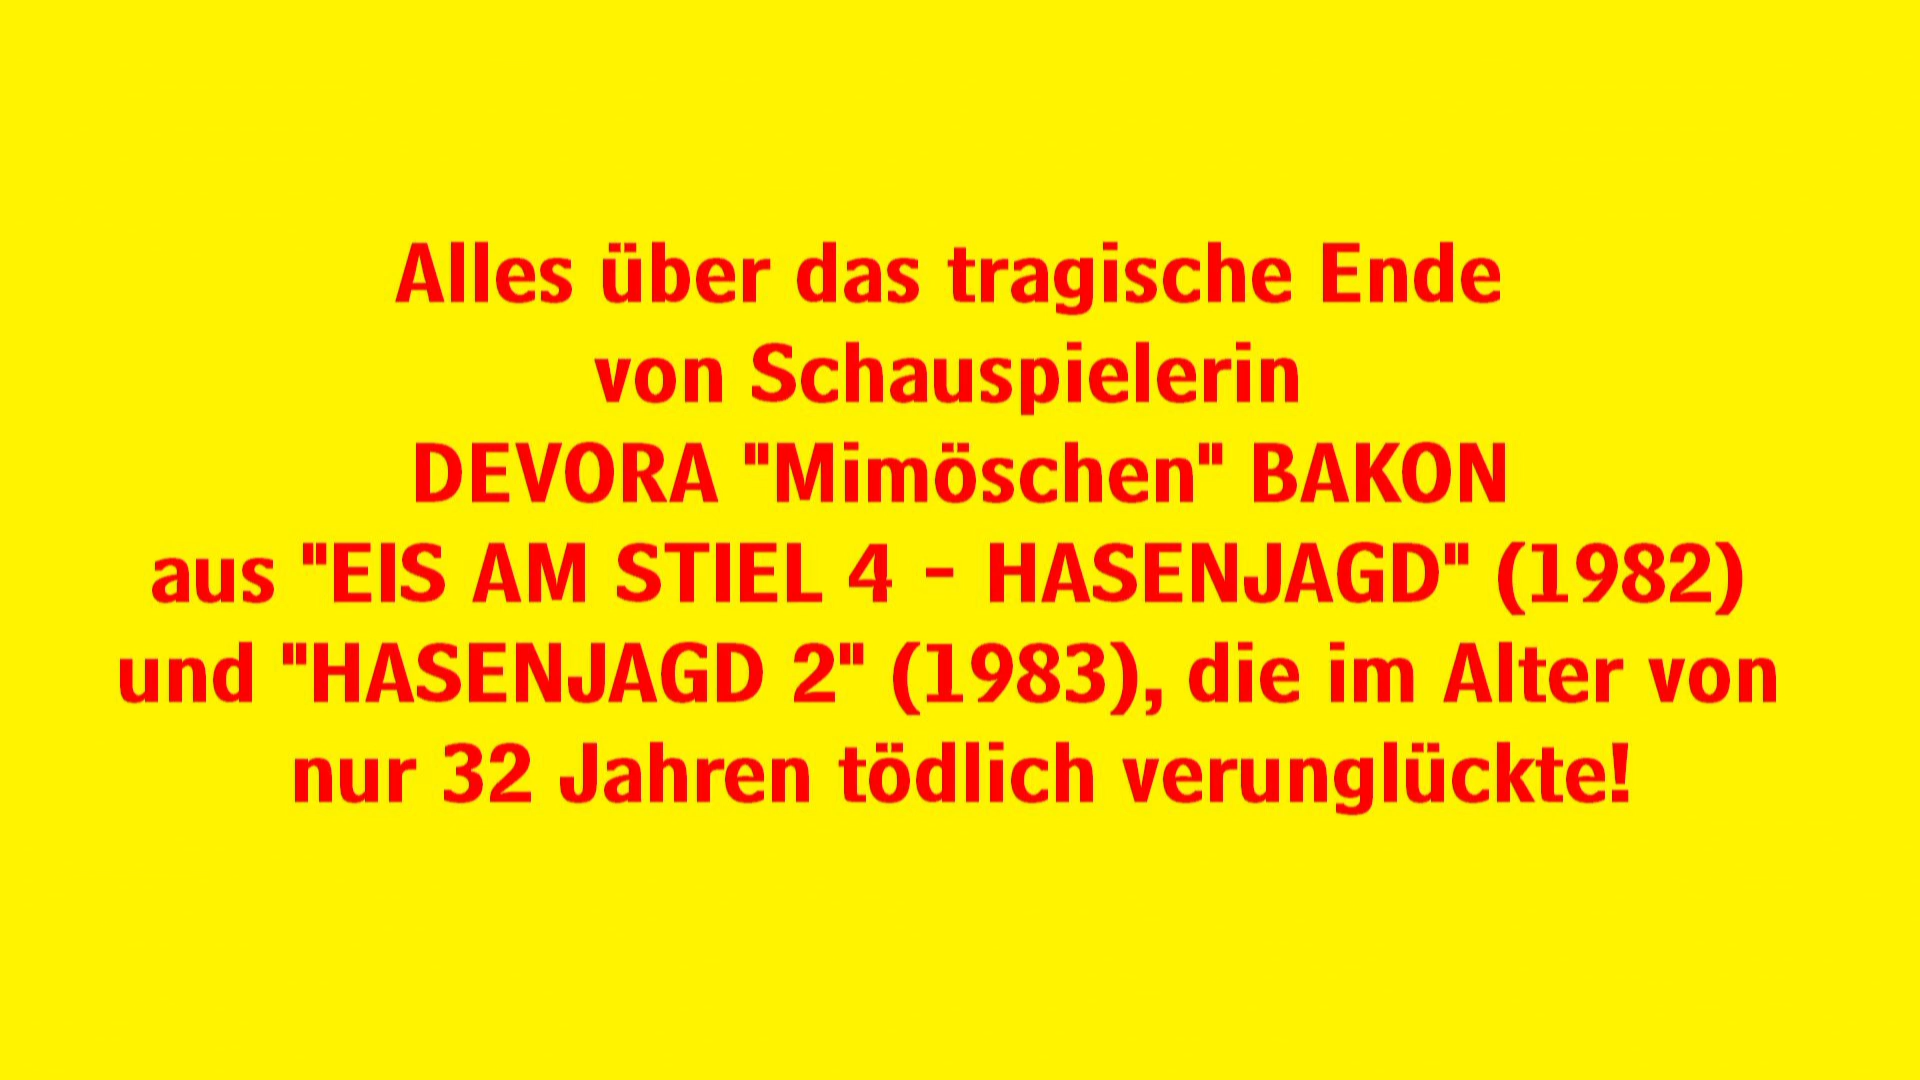 Alles über das tragische Ende
von Schauspielerin
DEVORA "Mimöschen" BAKON
aus "EIS AM STIEL 4 - HASENJAGD" (1982)
und "HASENJAGD 2" (1983), die im Alter von
nur 32 Jahren tödlich verunglückte!